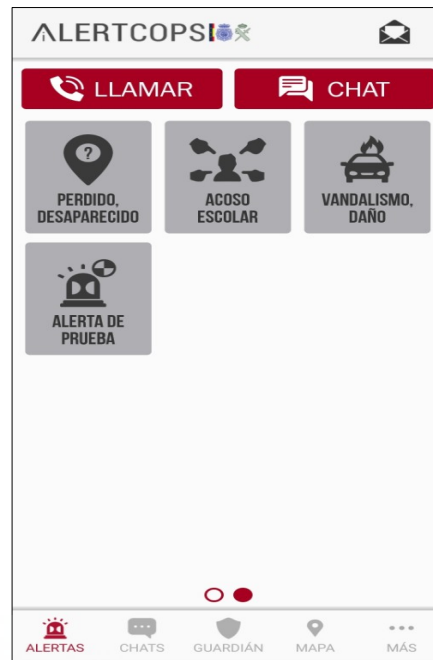 ALERTCOPS
LLAMAR
CHAT
?
PERDIDO,
DESAPARECIDO
ACOSO
ESCOLAR
VANDALISMO,
DAÑO
ALERTA DE
PRUEBA
ALERTAS
CHATS
GUARDIÁN
MAPA
MÁS